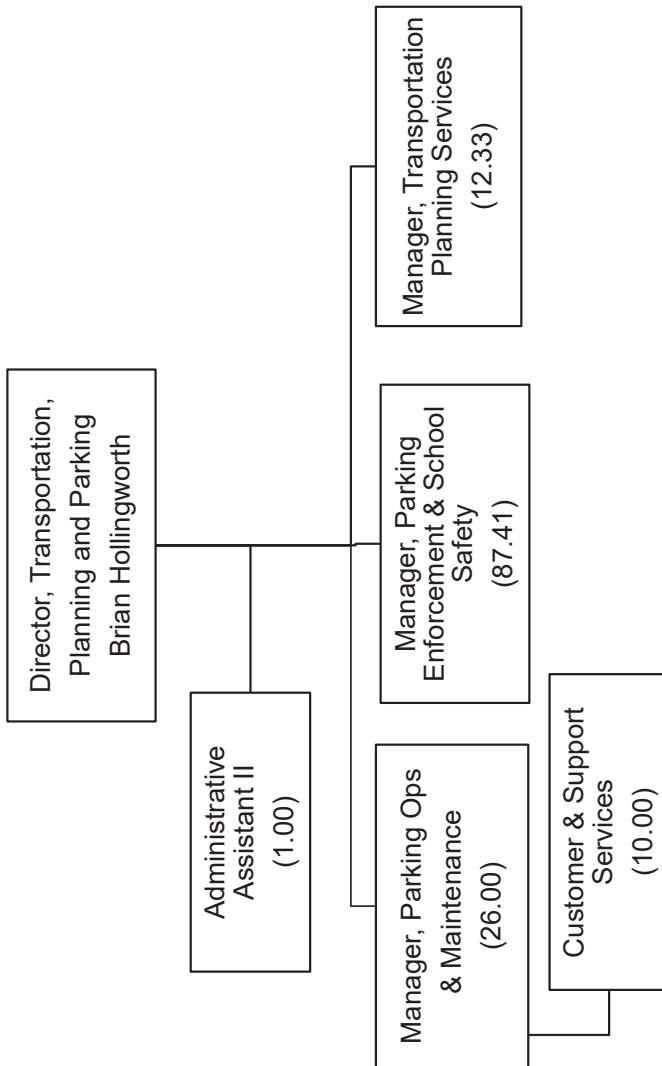 Director, Transportation,
Planning and Parking
Brian Hollingworth
Administrative
Assistant II
(1.00)
Manager, Parking Ops
& Maintenance
(26.00)
Manager, Parking
Enforcement & School
Safety
(87.41)
Manager, Transportation
Planning Services
(12.33)
Customer & Support
Services
(10.00)